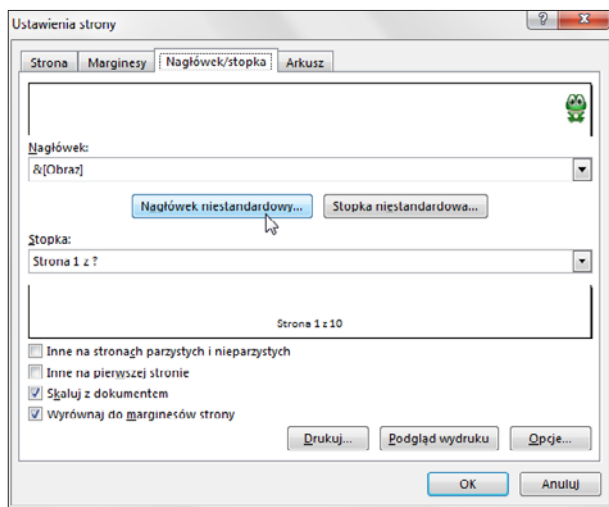 Ustawienia strony
Strona Marginesy Nagłówek/stopka Arkusz
Nagłówek:
&[Obraz]
Nagłówek niestandardowy... Stopka niestandardowa...
Stopka:
Strona 1 z ?
Strona 1 z 10
Inne na stronach parzystych i nieparzystych
Inne na pierwszej stronie
Skaluj z dokumentem
Wyrównaj do marginesów strony
Drukuj... Podgląd wydruku Opcje...
OK Anuluj